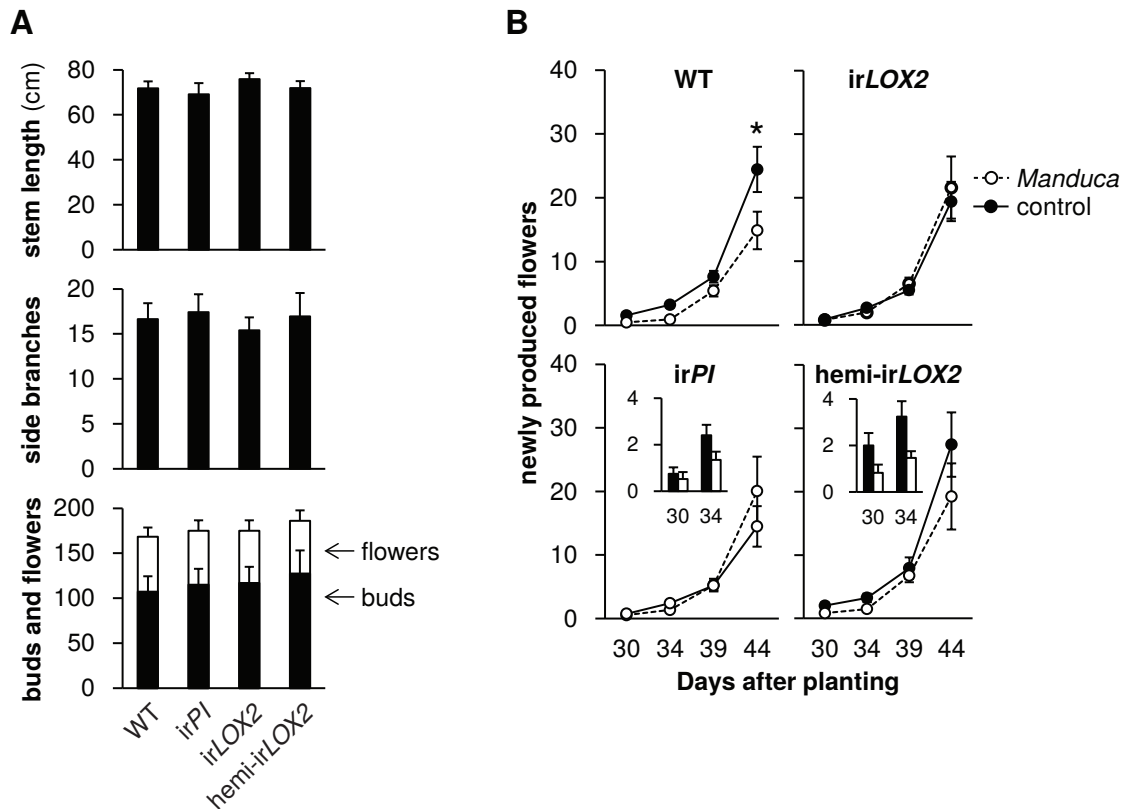 A
80
60
40
20
0
stem length (cm)
20
15
10
5
0
side branches
200
150
100
50
0
buds and flowers
flowers
buds
WT
irPI
irLOX2
hemi-irLOX2
B
WT
irLOX2
40
30
20
10
0
*
Manduca
control
newly produced flowers
irPI
hemi-irLOX2
40
30
20
10
0
4
2
0
30 34
4
2
0
30 34
30 34 39 44
30 34 39 44
Days after planting